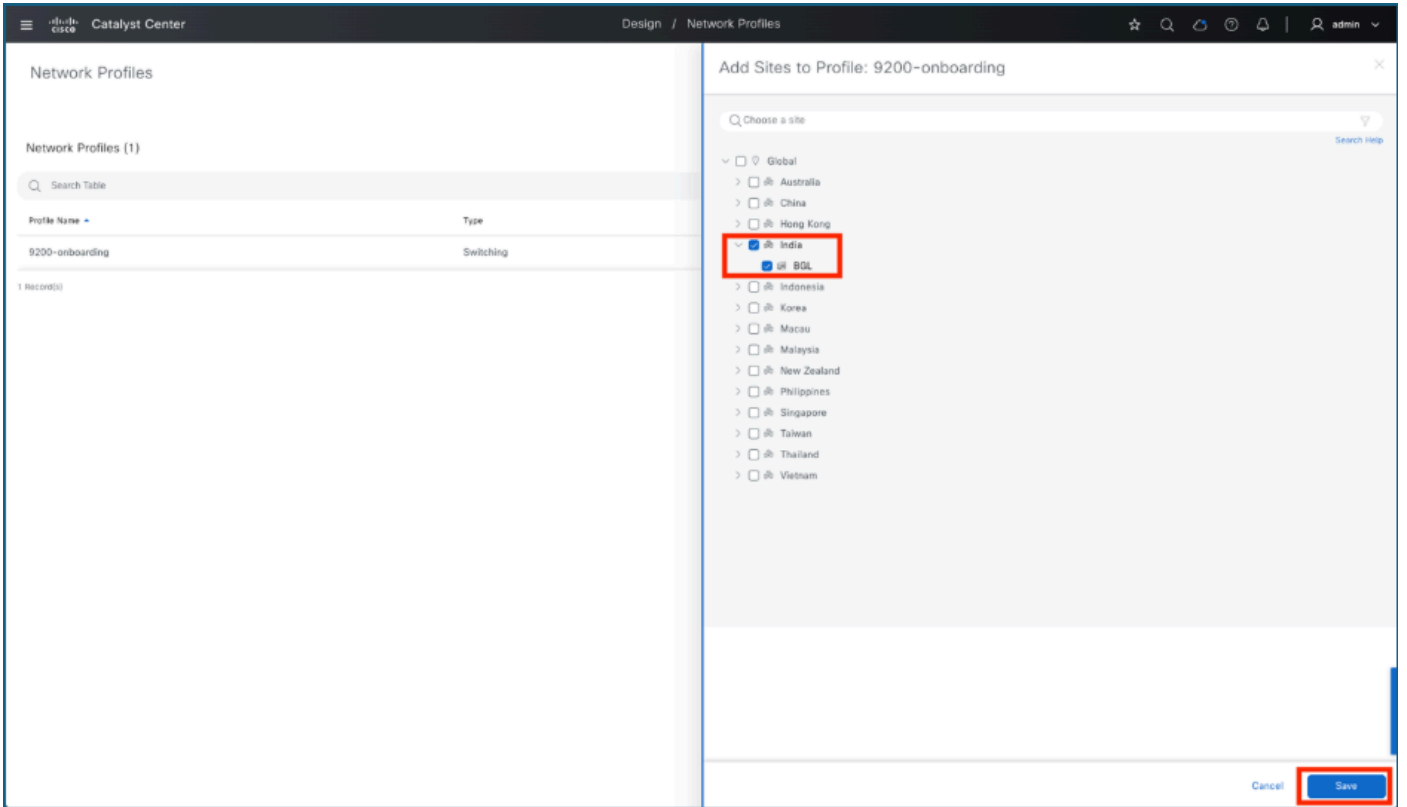 cisco Catalyst Center
Design / Network Profiles
admin
Network Profiles
Network Profiles (1)
Search Table
Profile Name
Type
9200-onboarding
Switching
1 Record(s)
Add Sites to Profile: 9200-onboarding
Choose a site
Search Help
Global
Australia
China
Hong Kong
India
BGL
Indonesia
Korea
Macau
Malaysia
New Zealand
Philippines
Singapore
Taiwan
Thailand
Vietnam
Cancel
Save